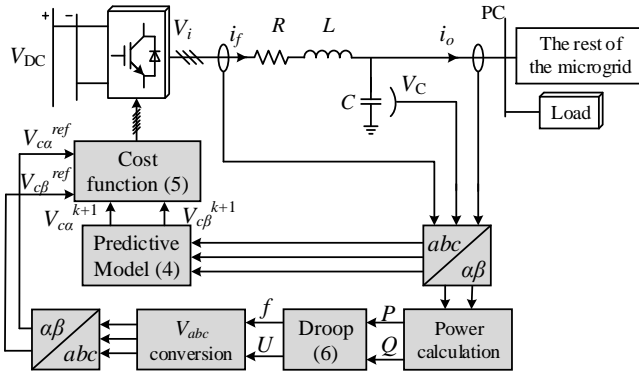 + -
V_DC
V_i
i_f
R
L
i_o
PC
The rest
of the
microgrid
Load
C
V_C
V_cα^ref
V_cβ^ref
Cost
function (5)
V_cα^k+1
V_cβ^k+1
Predictive
Model (4)
abc
αβ
αβ
abc
V_abc
conversion
f
U
Droop
(6)
P
Q
Power
calculation